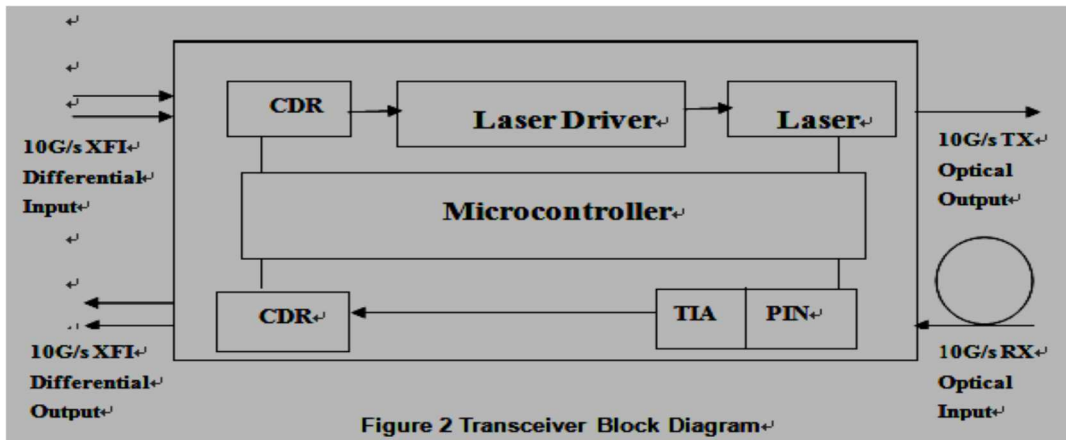 CDR
Laser Driver
Laser
10G/s XFI
Differential
Input
10G/s TX
Optical
Output
Microcontroller
CDR
TIA
PIN
10G/s XFI
Differential
Output
10G/s RX
Optical
Input
Figure 2 Transceiver Block Diagram